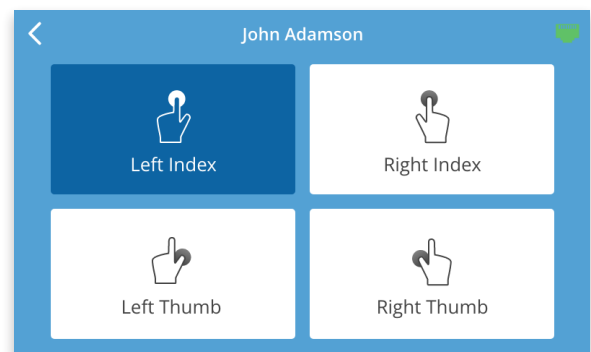 John Adamson
Left Index
Right Index
Left Thumb
Right Thumb